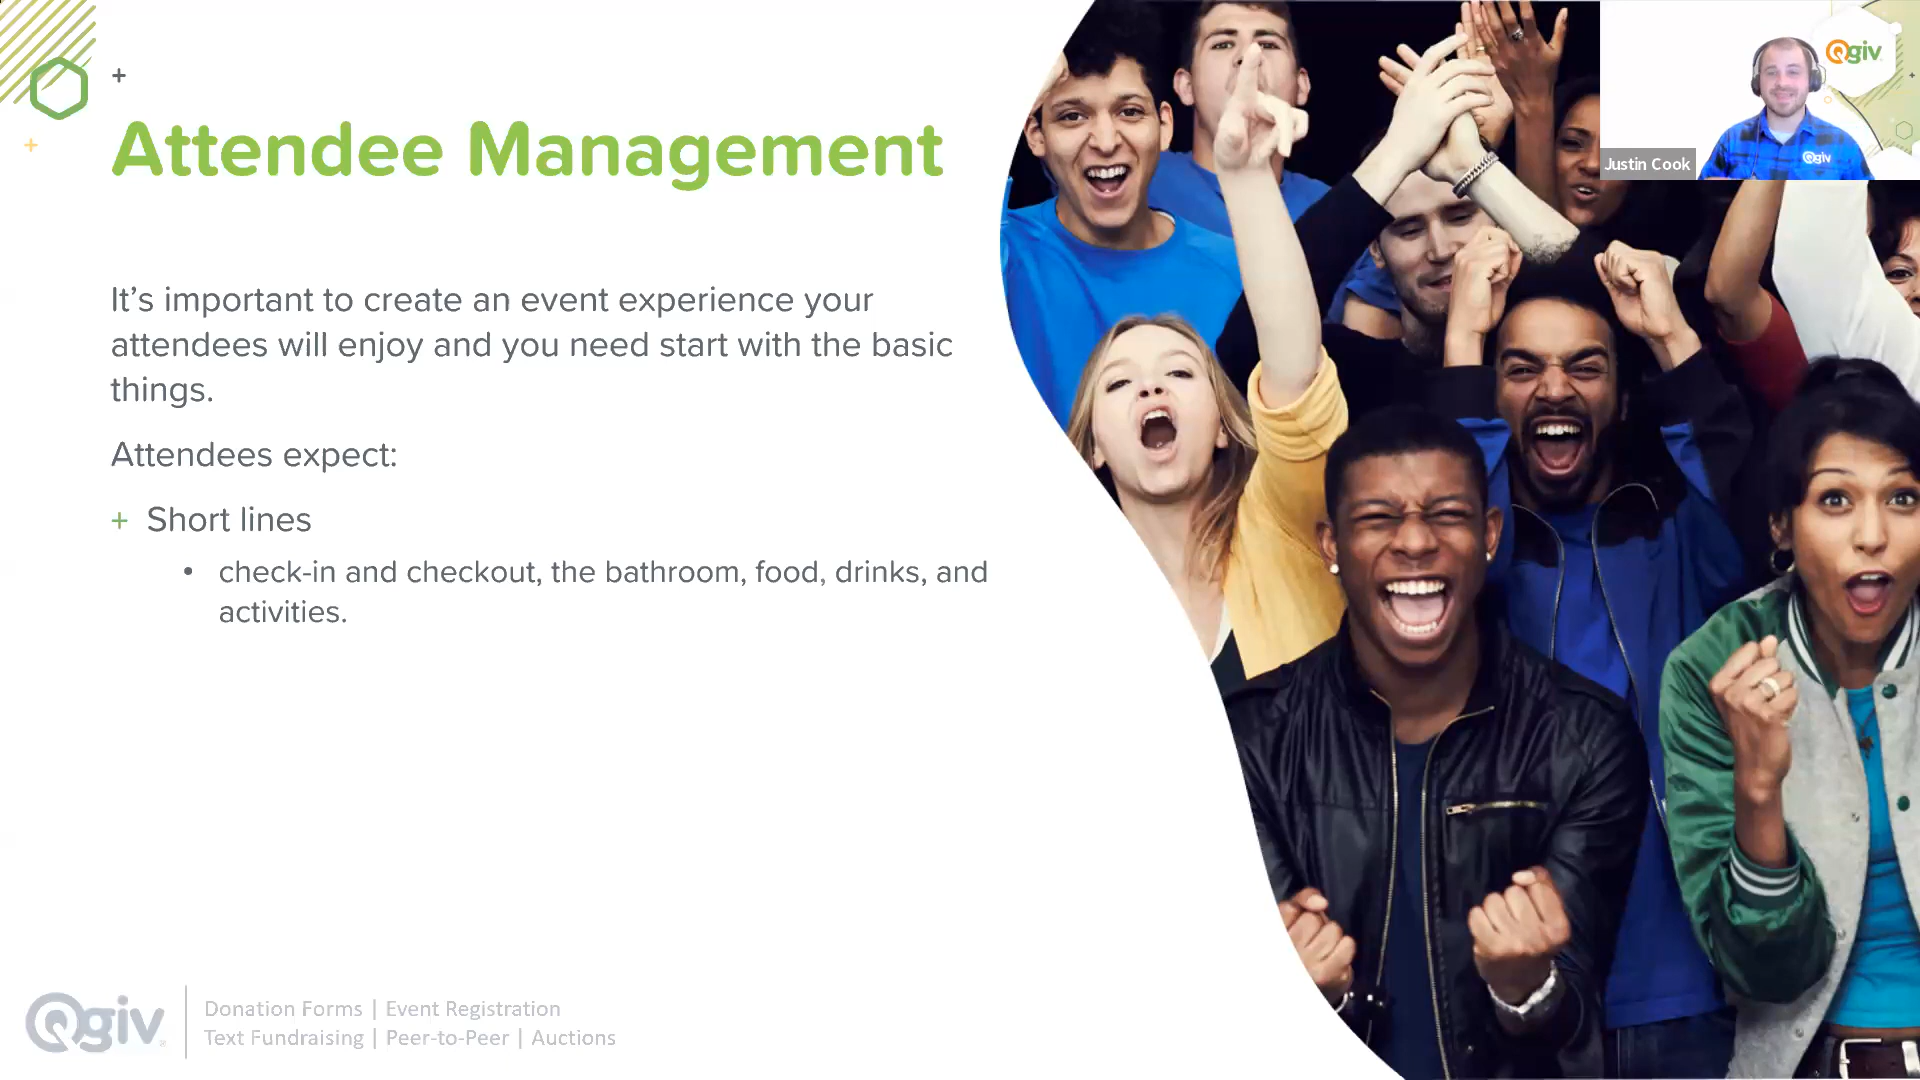 Attendee Management
It’s important to create an event experience your
attendees will enjoy and you need start with the basic
things.
Attendees expect:
+ Short lines
• check-in and checkout, the bathroom, food, drinks, and
activities.
Qgiv
Justin Cook
Qgiv
Qgiv
Donation Forms | Event Registration
Text Fundraising | Peer-to-Peer | Auctions